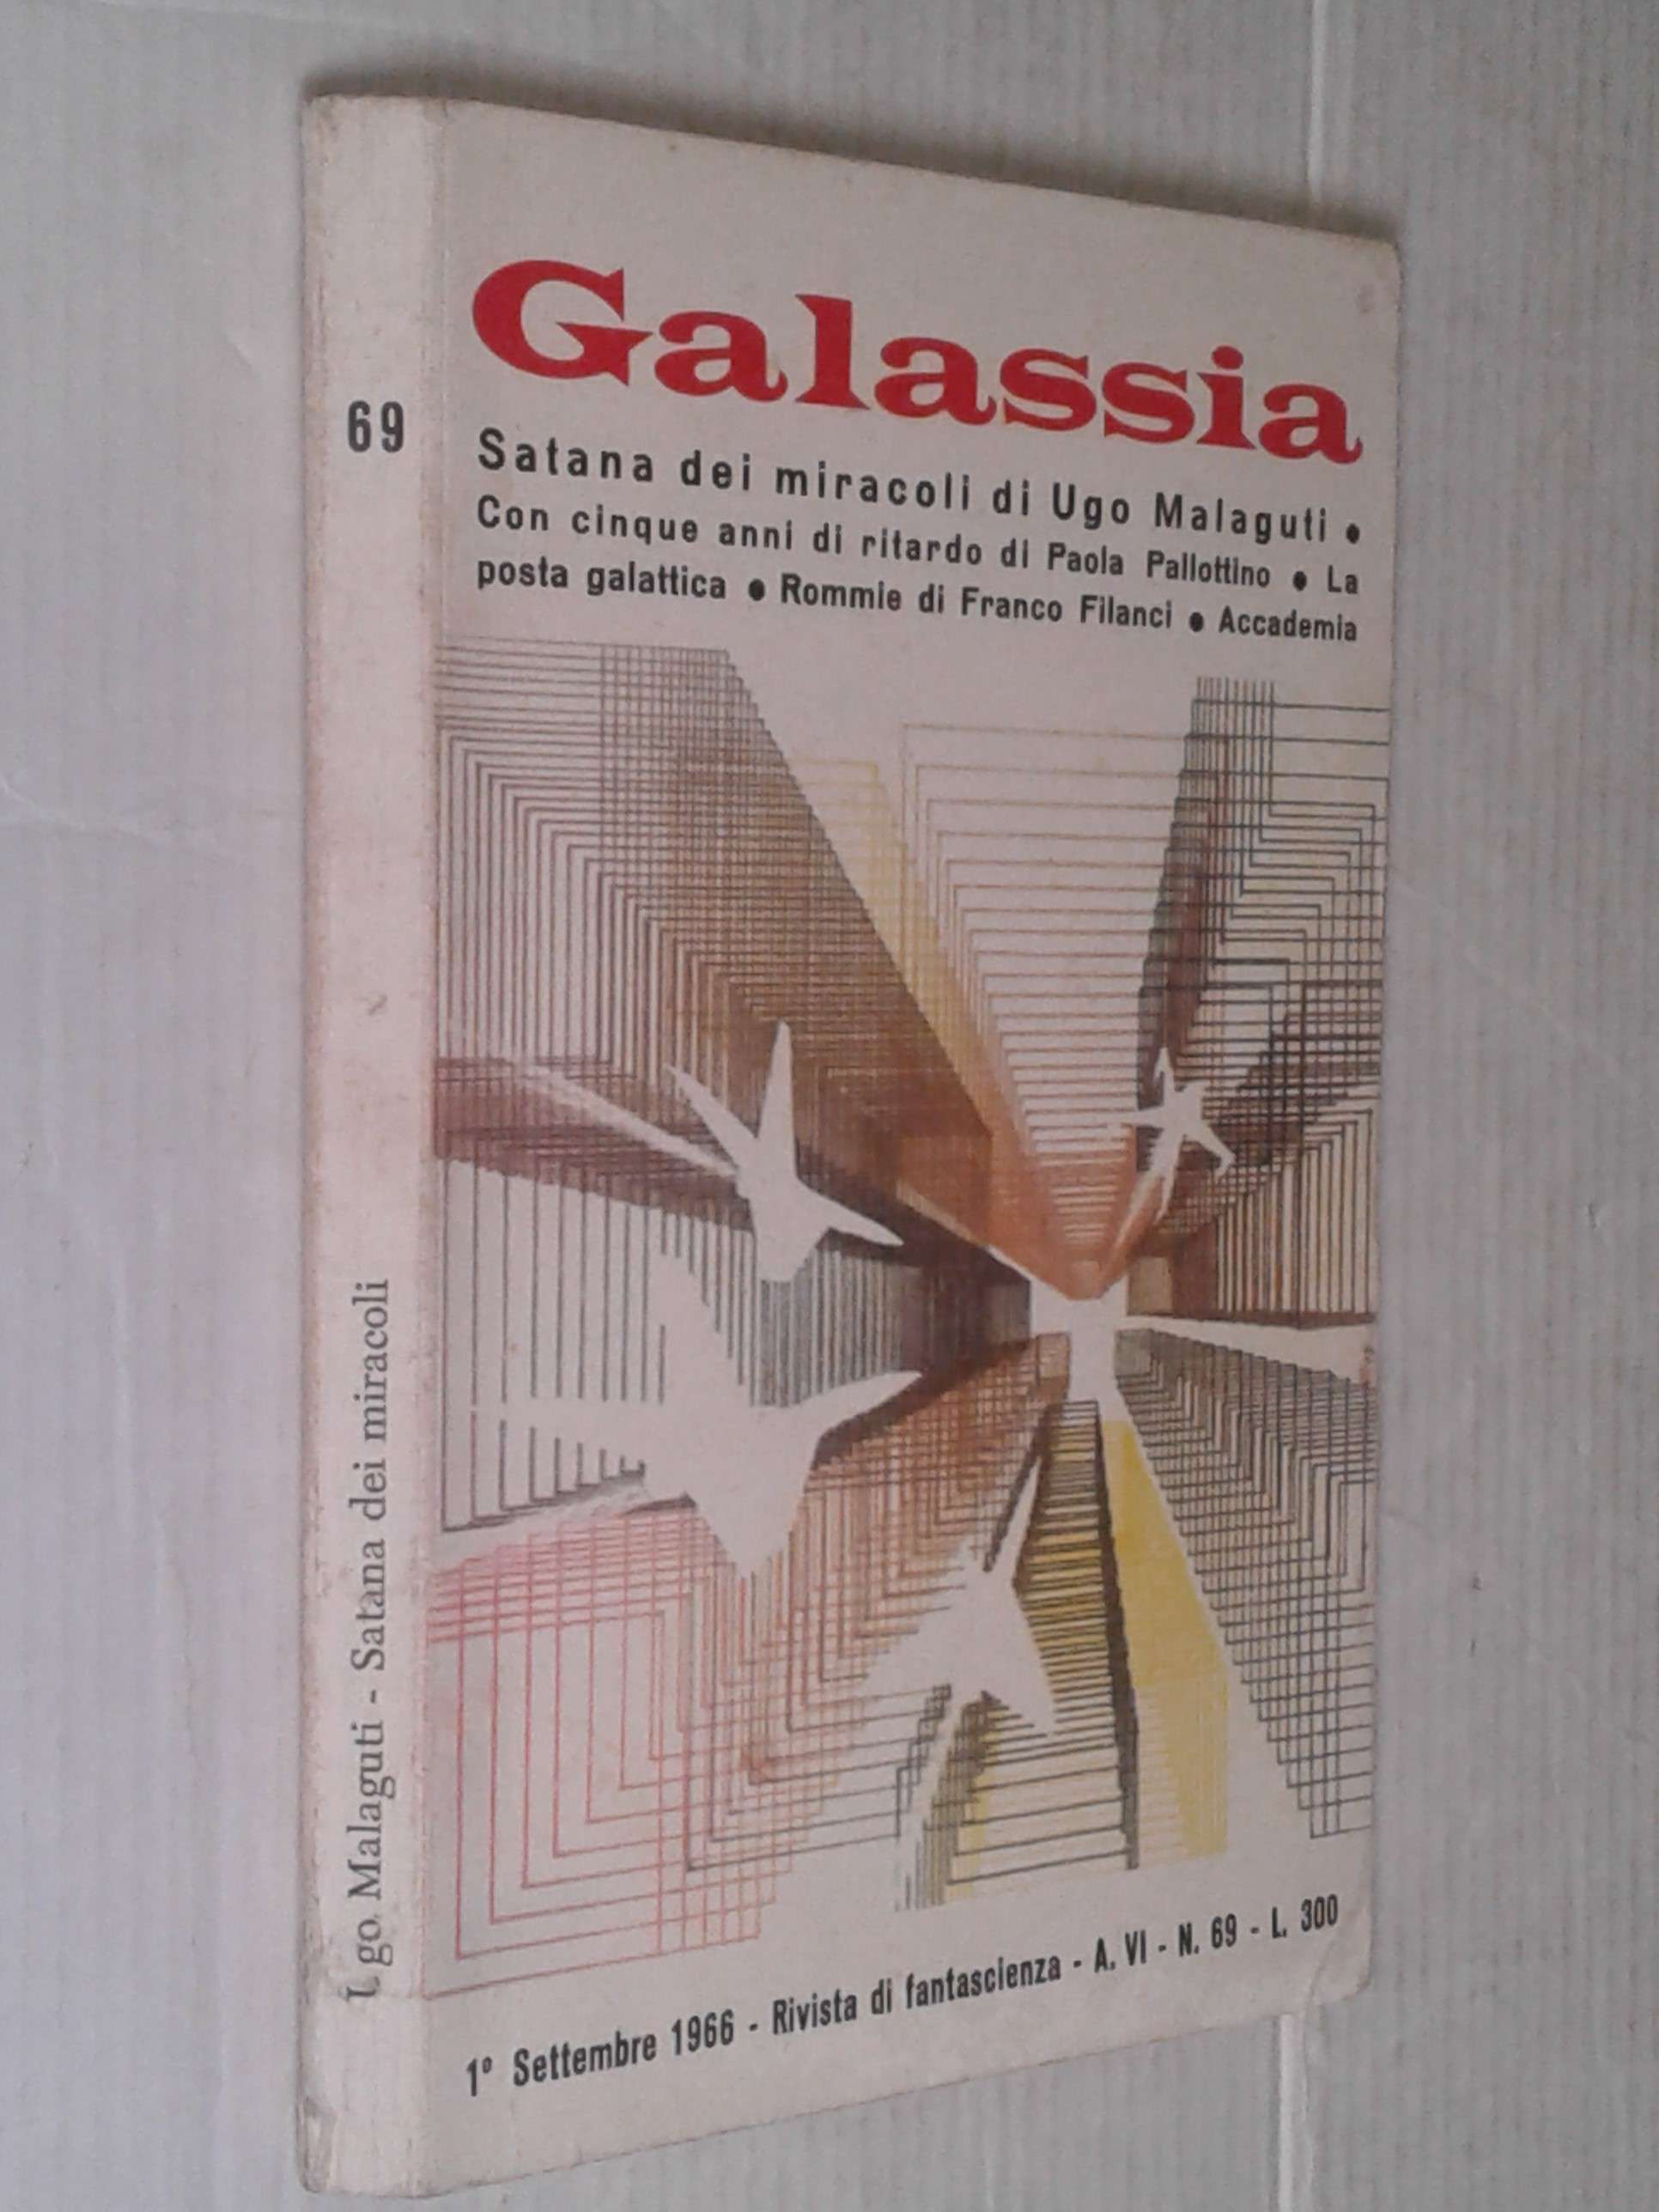 Galassia
Satana dei miracoli di Ugo Malaguti •
Con cinque anni di ritardo di Paola Pallottino • La
posta galattica • Rommie di Franco Filanci • Accademia
1° Settembre 1966 - Rivista di fantascienza - A. VI - N. 69 - L. 300
69
Ugo Malaguti - Satana dei miracoli